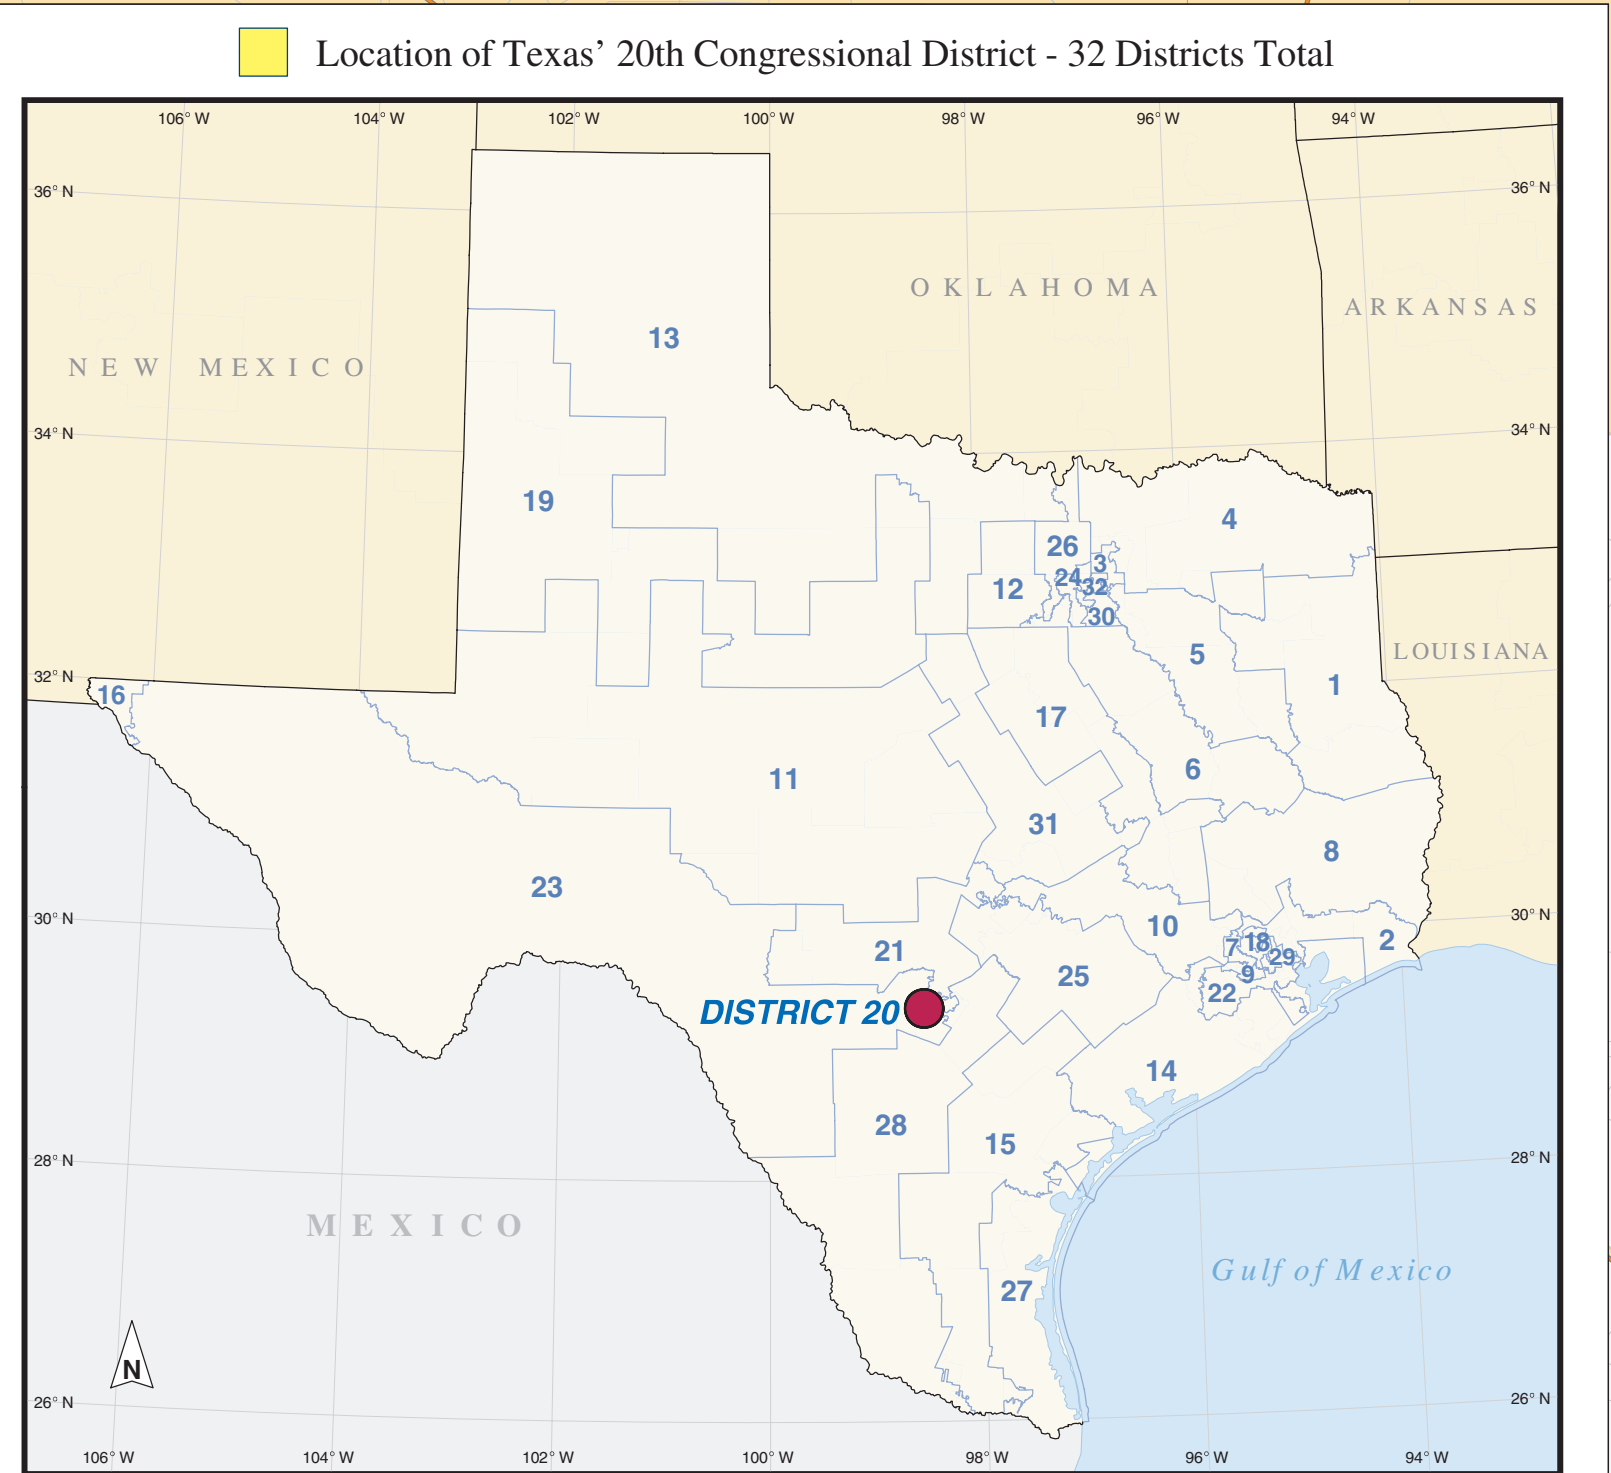 Location of Texas’ 20th Congressional District - 32 Districts Total
106° W 104° W 102° W 100° W 98° W 96° W 94° W
36° N 36° N
OKLAHOMA
ARKANSAS
13
NEW MEXICO
34° N 34° N
19
4
26
3
24
32
12
30
5
LOUISIANA
32° N
1
16
17
6
11
31
8
23
30° N 30° N
10
2
18
7
21
29
9
25
22
DISTRICT 20
14
28
15
28° N 28° N
MEXICO
Gulf of Mexico
27
N
26° N 26° N
106° W 104° W 102° W 100° W 98° W 96° W 94° W